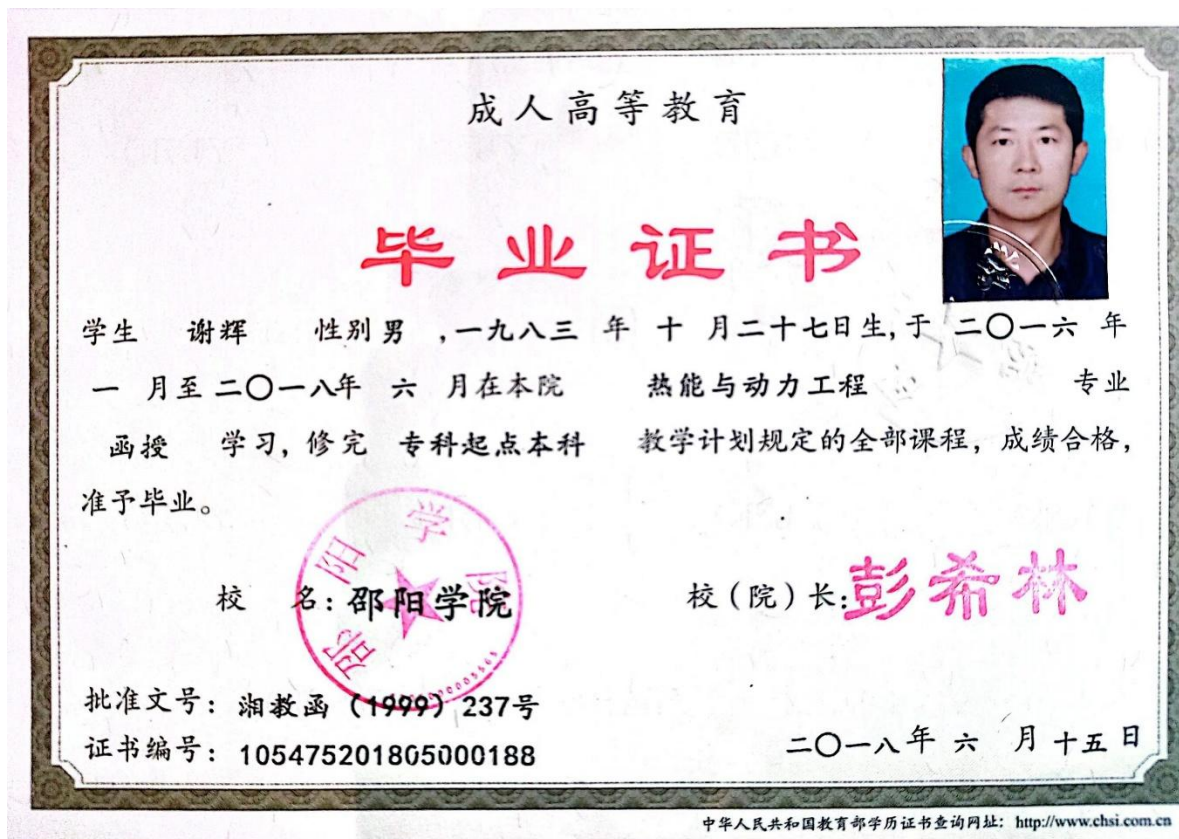 成人高等教育
毕业证书
学生 谢辉 性别 男 ,一九八三 年 十 月二十七日生,于 二〇一六 年
一 月至 二〇一八年 六 月在本院 热能与动力工程 专业
函授 学习, 修完 专科起点本科 教学计划规定的全部课程, 成绩合格,
准予毕业。
邵阳学院
校 名: 邵阳学院 校(院)长: 彭希林
批准文号: 湘教函 (1999) 237号
证书编号: 105475201805000188
二〇一八年 六 月 十五 日
中华人民共和国教育部学历证书查询网址: http://www.chsi.com.cn